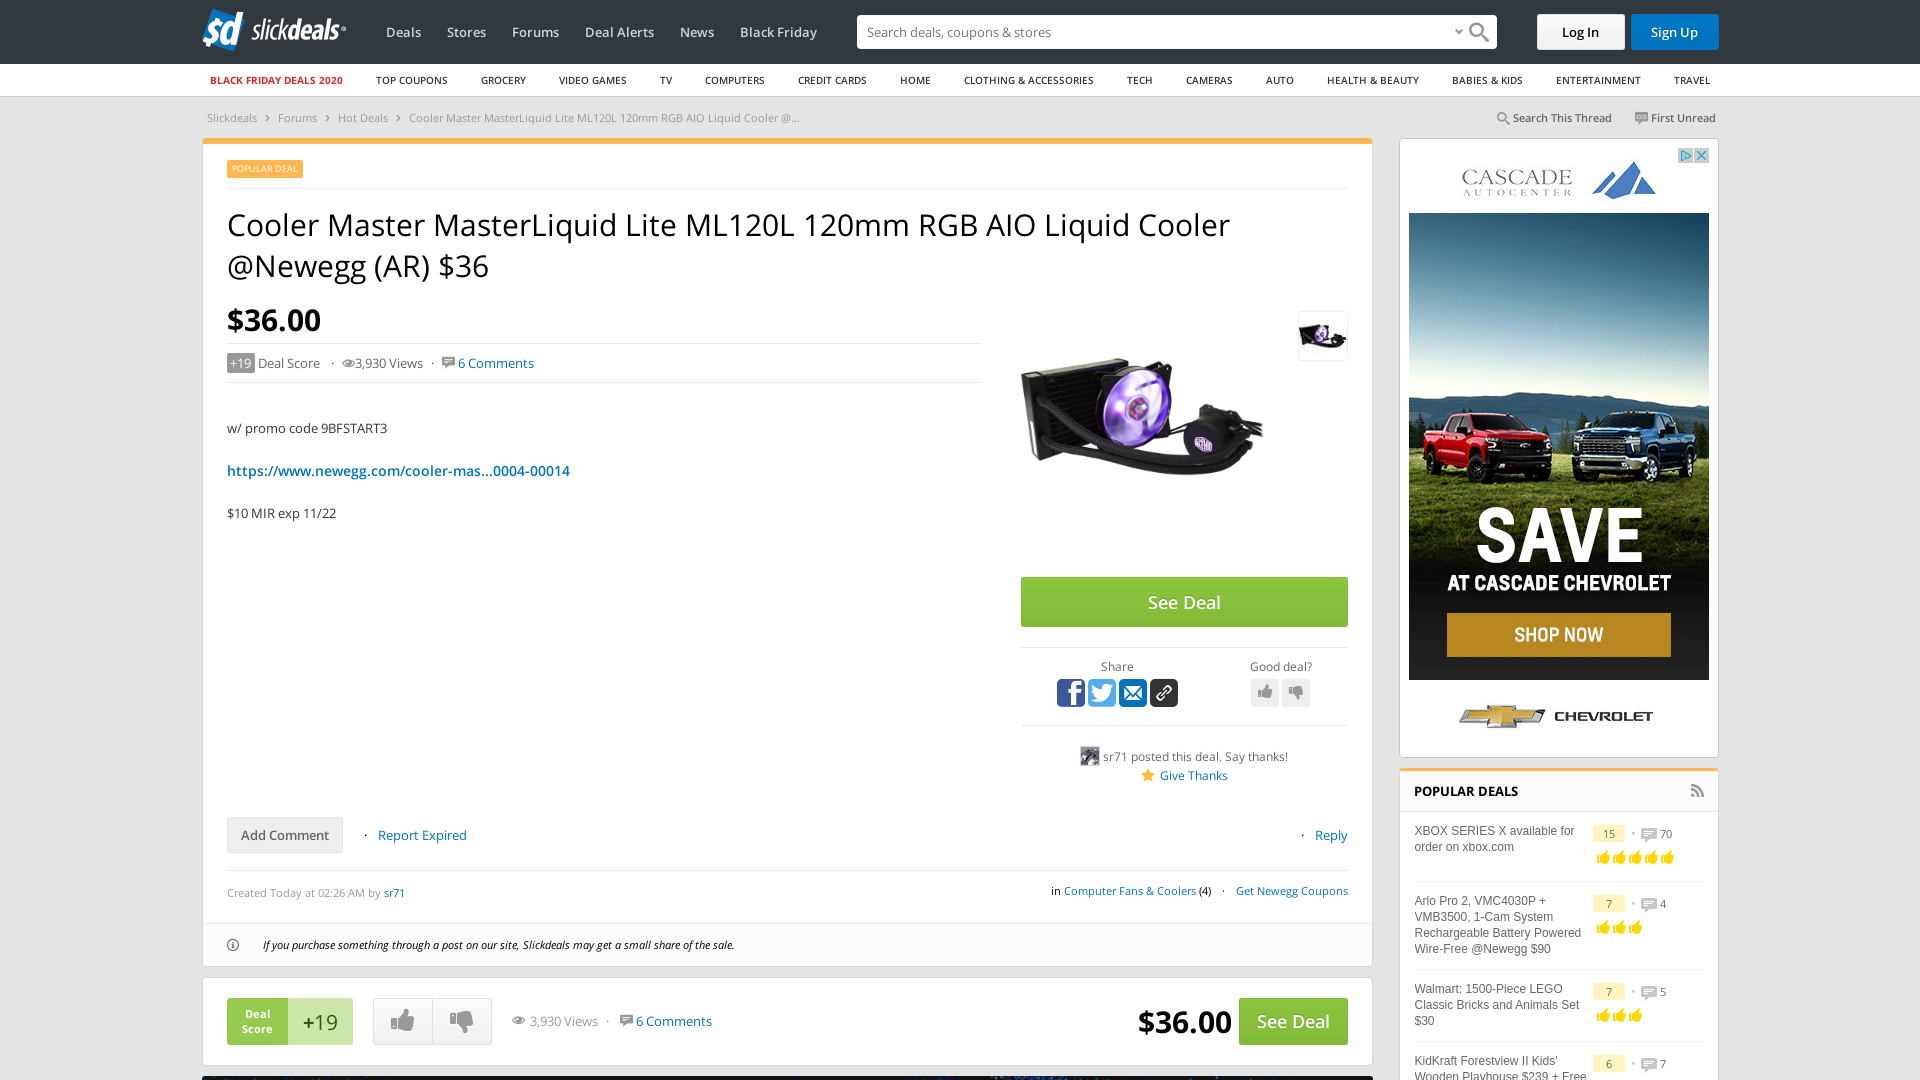 sd slickdeals
Deals Stores Forums Deal Alerts News Black Friday
Search deals, coupons & stores
Log In Sign Up
BLACK FRIDAY DEALS 2020 TOP COUPONS GROCERY VIDEO GAMES TV COMPUTERS CREDIT CARDS HOME CLOTHING & ACCESSORIES TECH CAMERAS AUTO HEALTH & BEAUTY BABIES & KIDS ENTERTAINMENT TRAVEL
Slickdeals › Forums › Hot Deals › Cooler Master MasterLiquid Lite ML120L 120mm RGB AIO Liquid Cooler @...
Search This Thread First Unread
POPULAR DEAL
Cooler Master MasterLiquid Lite ML120L 120mm RGB AIO Liquid Cooler
@Newegg (AR) $36
$36.00
+19 Deal Score · 3,930 Views · 6 Comments
w/ promo code 9BFSTART3
https://www.newegg.com/cooler-mas...0004-00014
$10 MIR exp 11/22
See Deal
Share Good deal?
sr71 posted this deal. Say thanks!
Give Thanks
Add Comment · Report Expired · Reply
Created Today at 02:26 AM by sr71
in Computer Fans & Coolers (4) · Get Newegg Coupons
If you purchase something through a post on our site, Slickdeals may get a small share of the sale.
Deal
Score
+19
3,930 Views · 6 Comments
$36.00 See Deal
CASCADE
AUTOCENTER
SAVE
AT CASCADE CHEVROLET
SHOP NOW
CHEVROLET
POPULAR DEALS
XBOX SERIES X available for
order on xbox.com
15 • 70
Arlo Pro 2, VMC4030P +
VMB3500, 1-Cam System
Rechargeable Battery Powered
Wire-Free @Newegg $90
7 • 4
Walmart: 1500-Piece LEGO
Classic Bricks and Animals Set
$30
7 • 5
KidKraft Forestview II Kids'
Wooden Playhouse $239 + Free
6 • 7